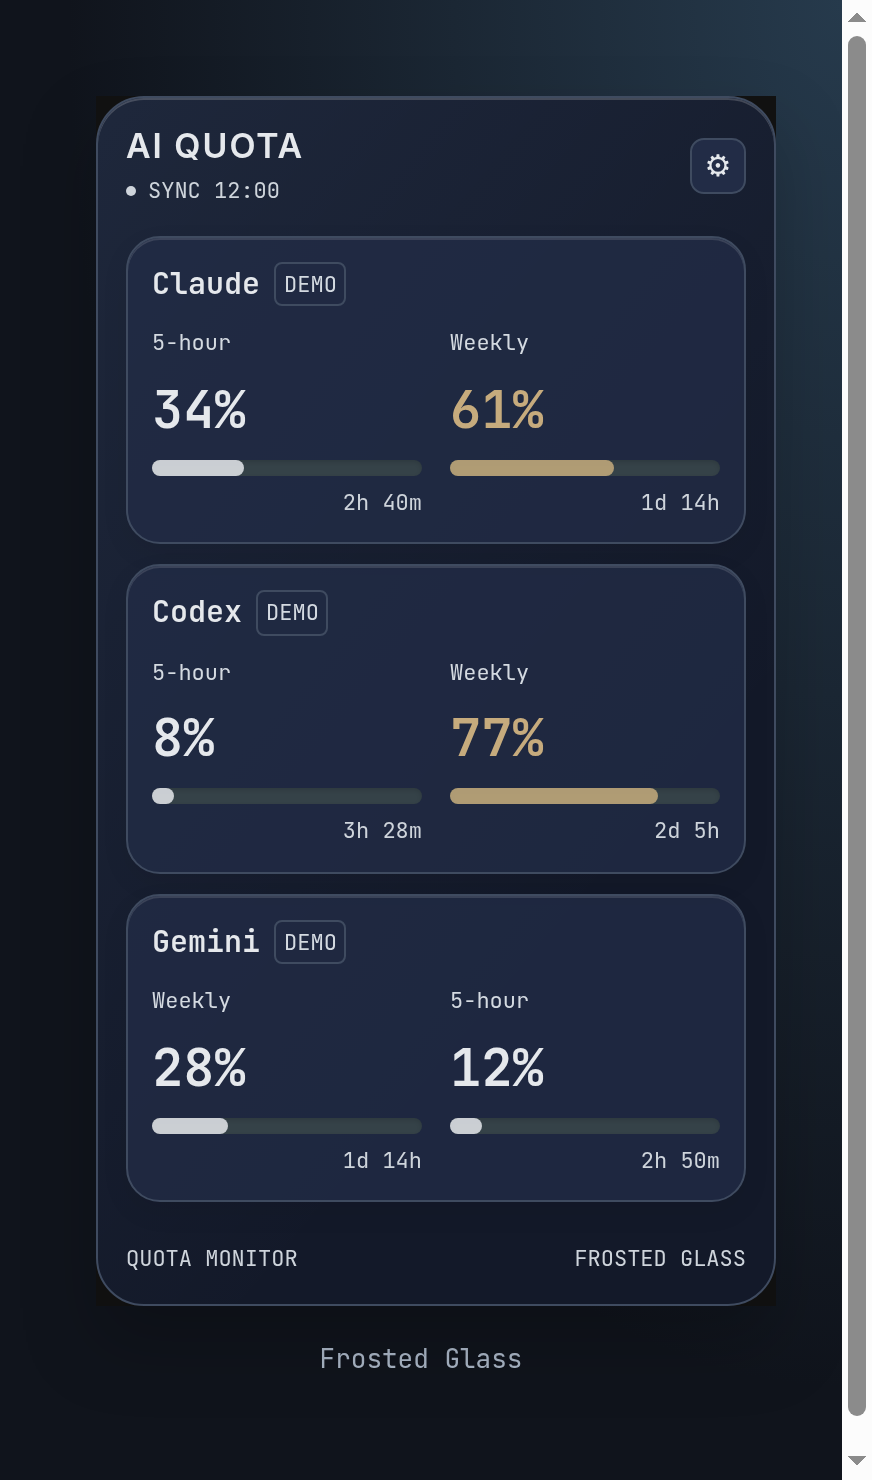 AI QUOTA
SYNC 12:00
⚙
Claude DEMO
5-hour Weekly
34% 61%
2h 40m 1d 14h
Codex DEMO
5-hour Weekly
8% 77%
3h 28m 2d 5h
Gemini DEMO
Weekly 5-hour
28% 12%
1d 14h 2h 50m
QUOTA MONITOR FROSTED GLASS
Frosted Glass